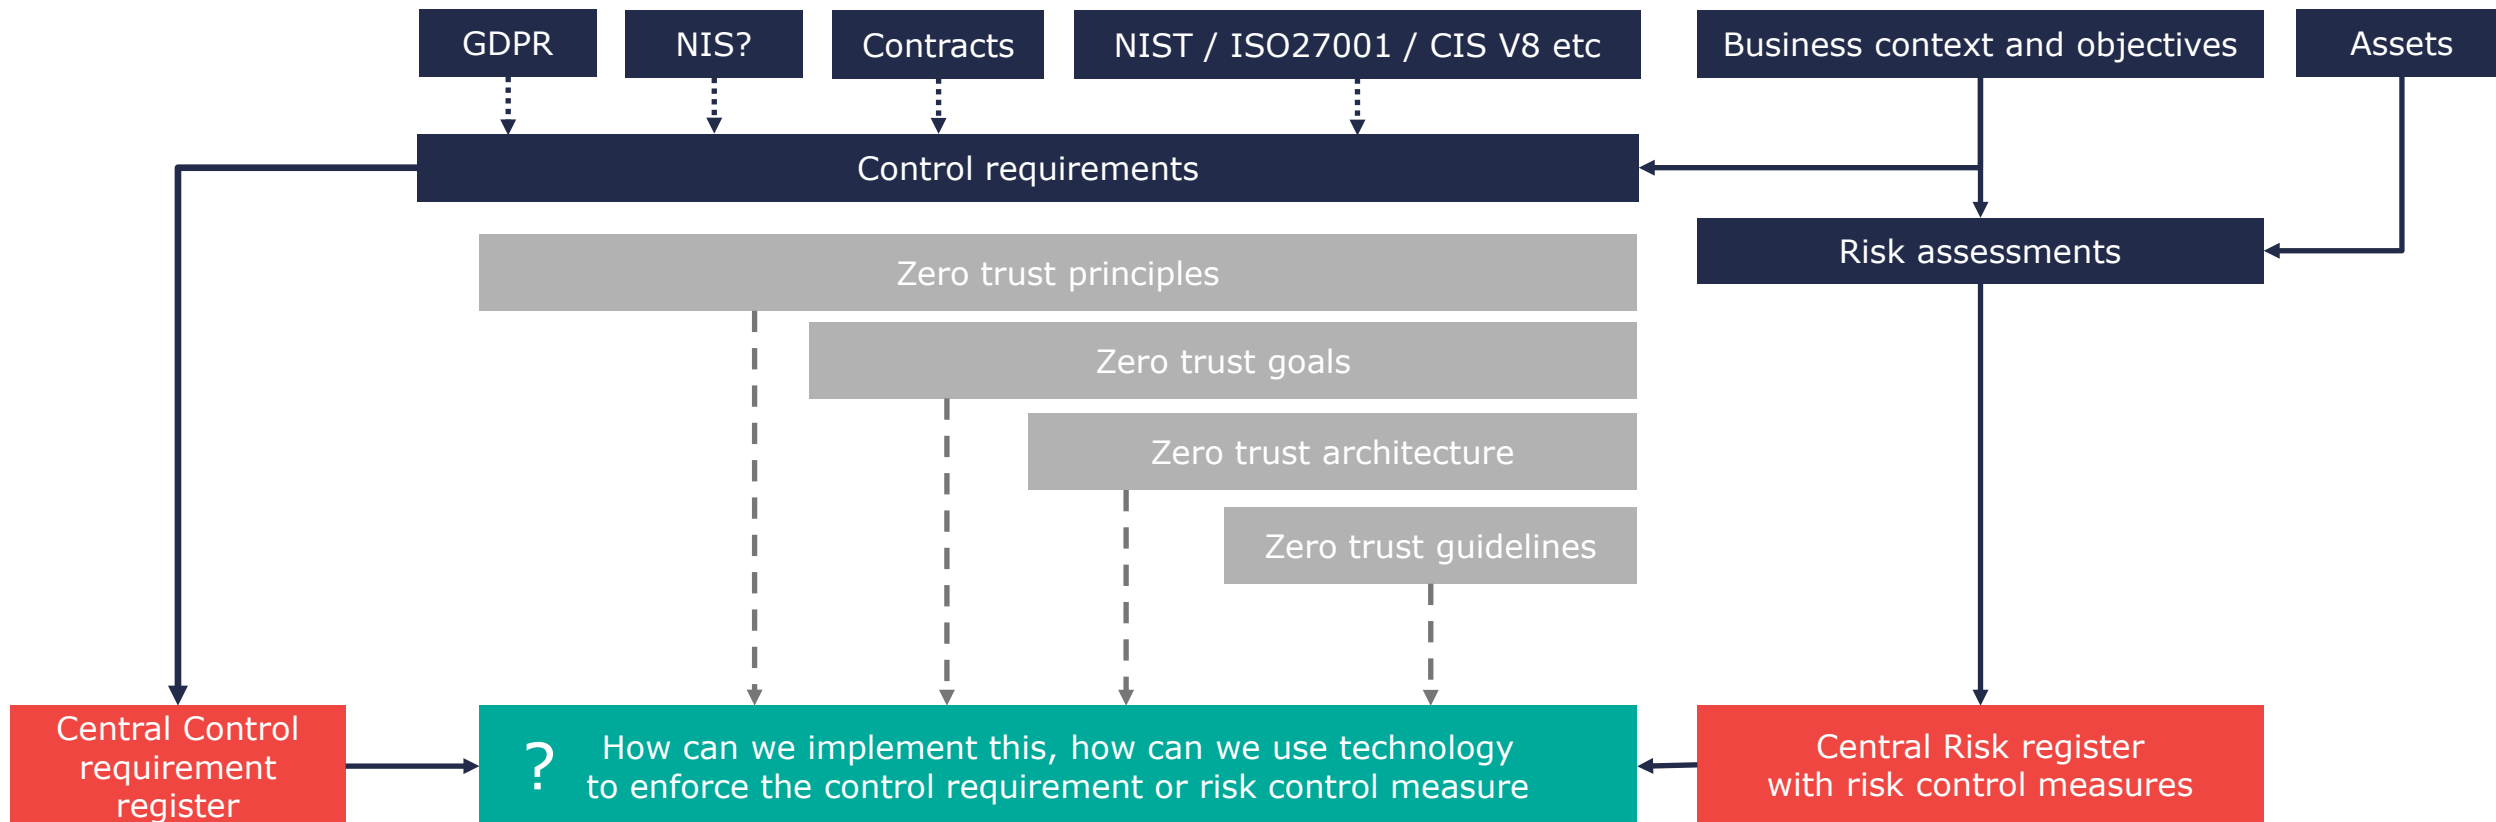 GDPR
NIS?
Contracts
NIST / ISO27001 / CIS V8 etc
Business context and objectives
Assets
Control requirements
Risk assessments
Zero trust principles
Zero trust goals
Zero trust architecture
Zero trust guidelines
Central Control
requirement
register
?
How can we implement this, how can we use technology
to enforce the control requirement or risk control measure
Central Risk register
with risk control measures